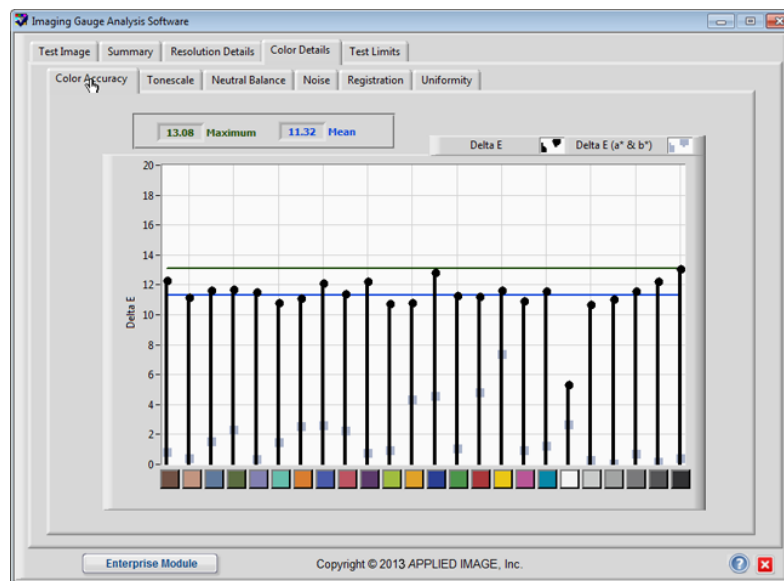 Imaging Gauge Analysis Software
Test Image Summary Resolution Details Color Details Test Limits
Color Accuracy Tonescale Neutral Balance Noise Registration Uniformity
13.08 Maximum 11.32 Mean
Delta E Delta E (a* & b*)
20
18
16
14
12
10
8
6
4
2
0
Delta E
Enterprise Module Copyright © 2013 APPLIED IMAGE, Inc. ?